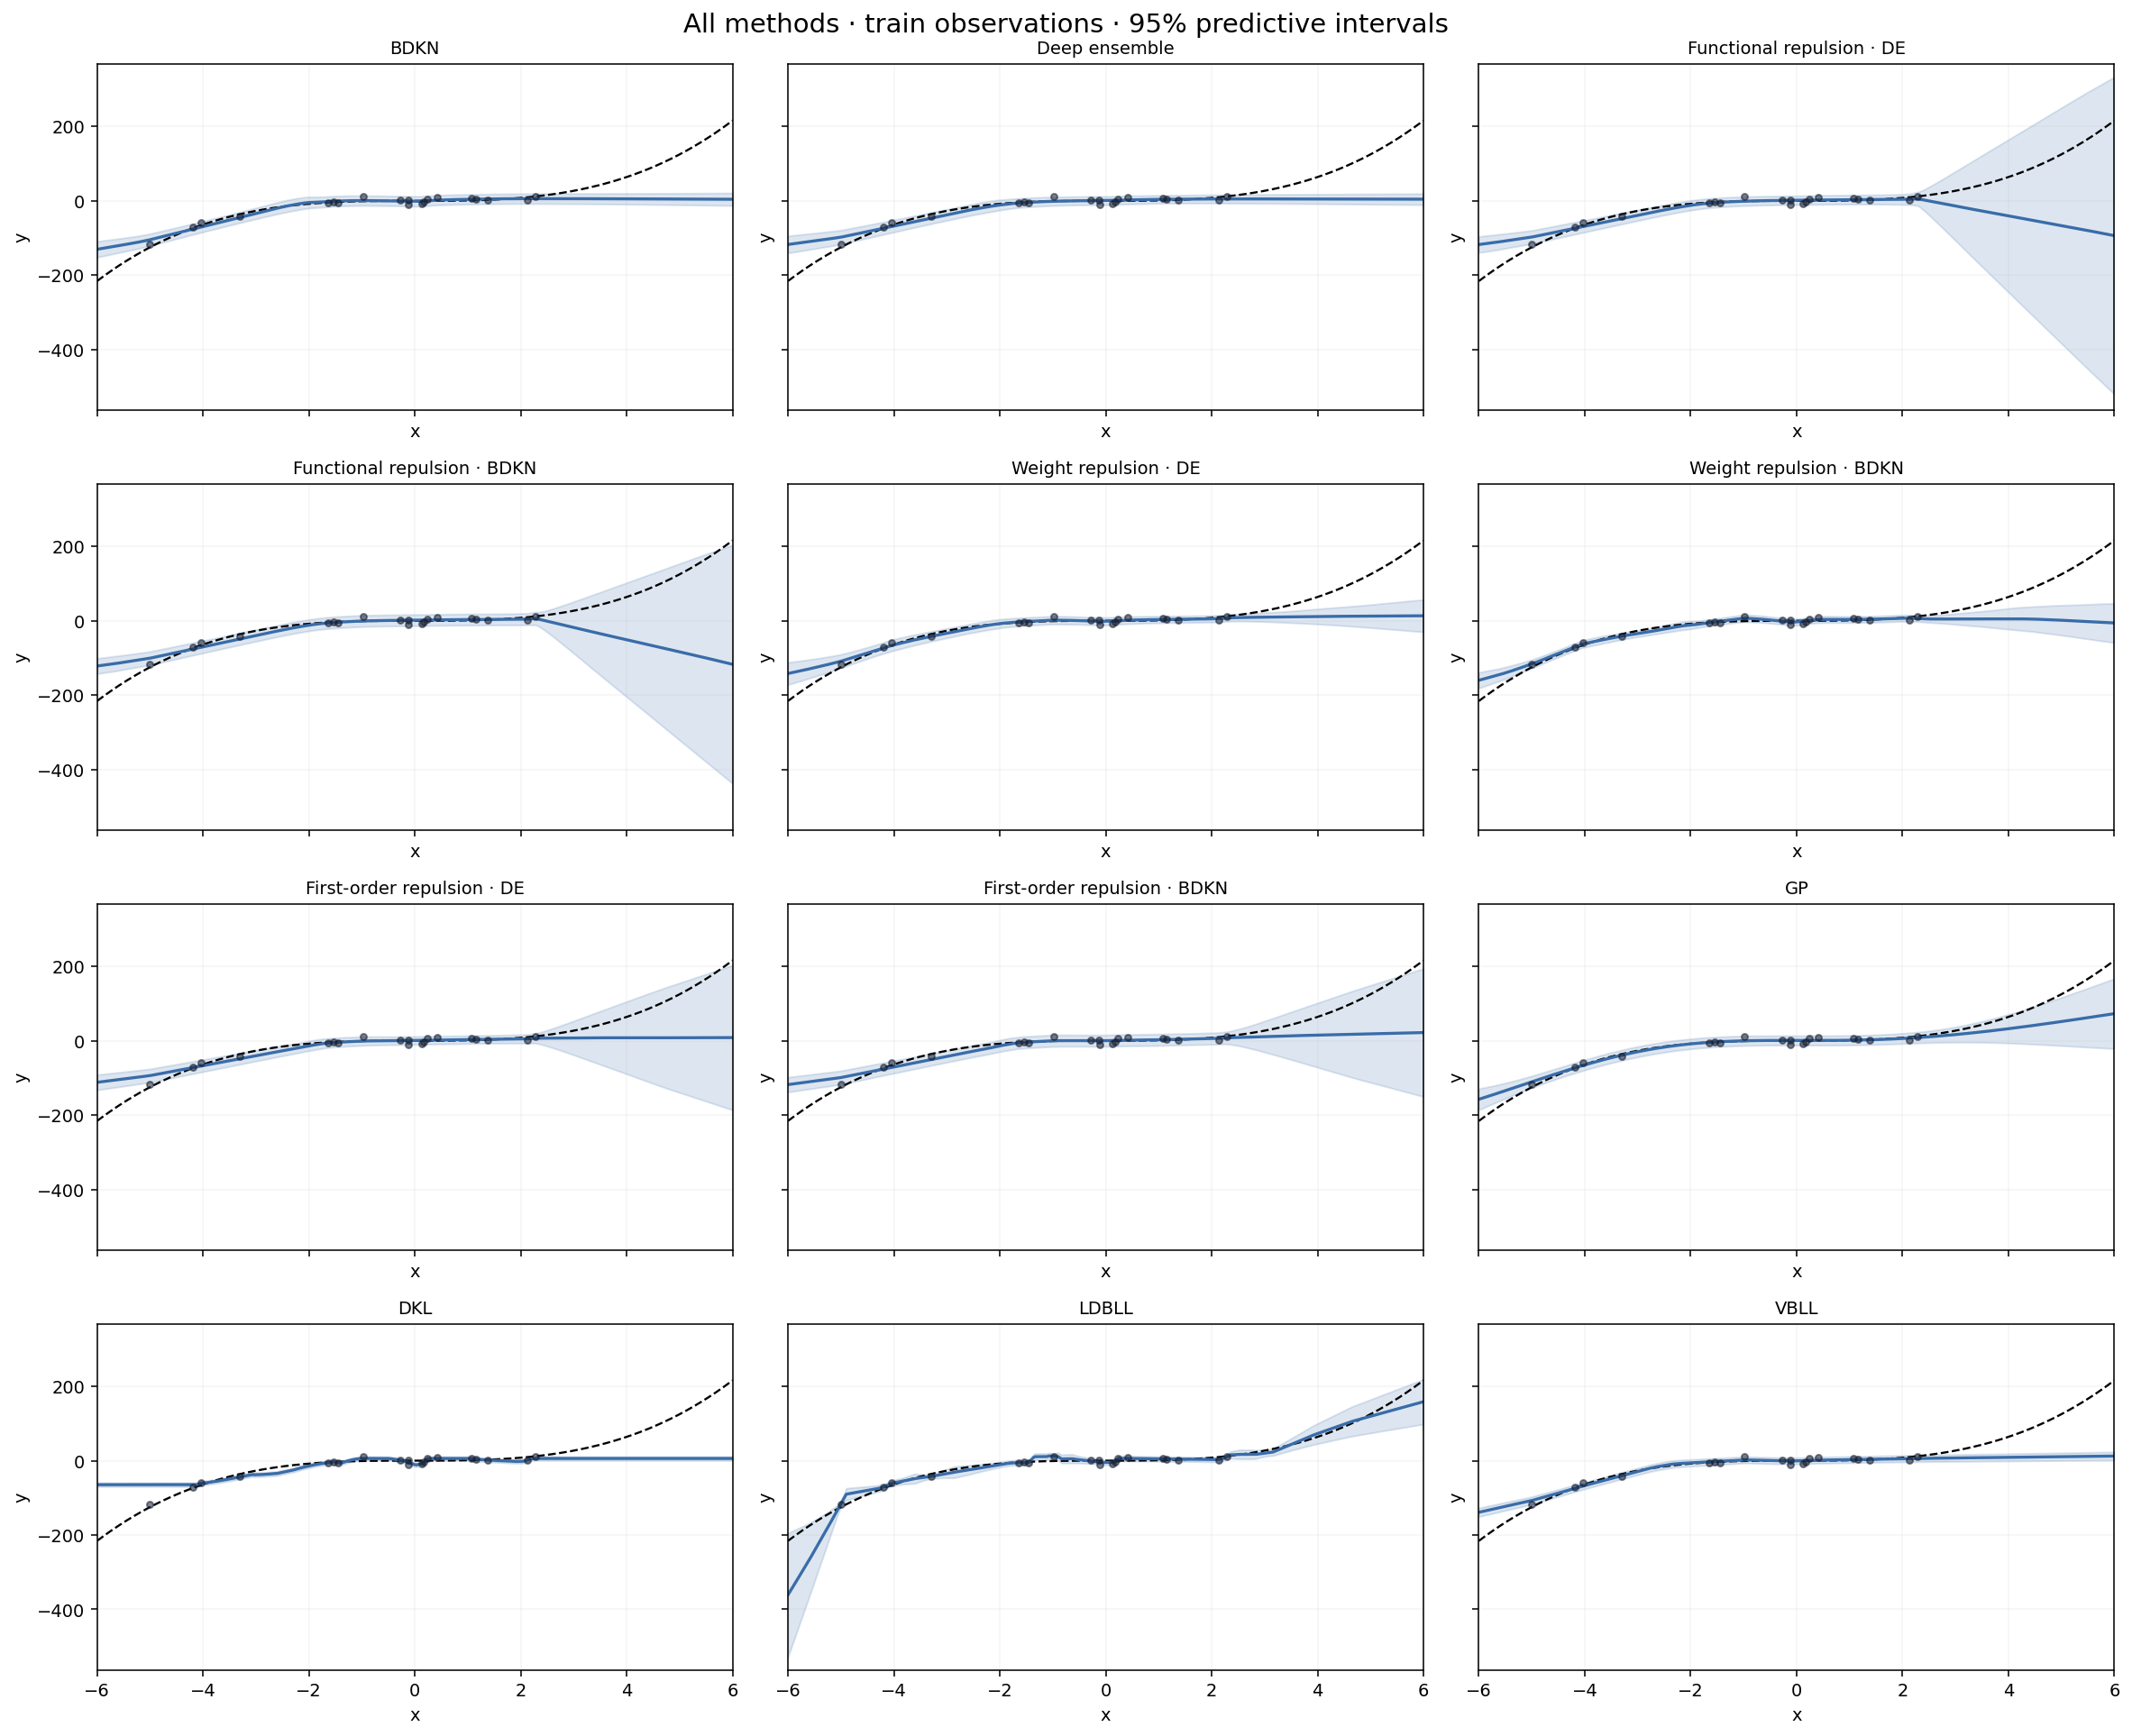 All methods · train observations · 95% predictive intervals
BDKN
Deep ensemble
Functional repulsion · DE
200
0
−200
−400
y
y
y
x
x
x
Functional repulsion · BDKN
Weight repulsion · DE
Weight repulsion · BDKN
200
0
−200
−400
y
y
y
x
x
x
First-order repulsion · DE
First-order repulsion · BDKN
GP
200
0
−200
−400
y
y
y
x
x
x
DKL
LDBLL
VBLL
200
0
−200
−400
y
y
y
−6 −4 −2 0 2 4 6
−6 −4 −2 0 2 4 6
−6 −4 −2 0 2 4 6
x
x
x